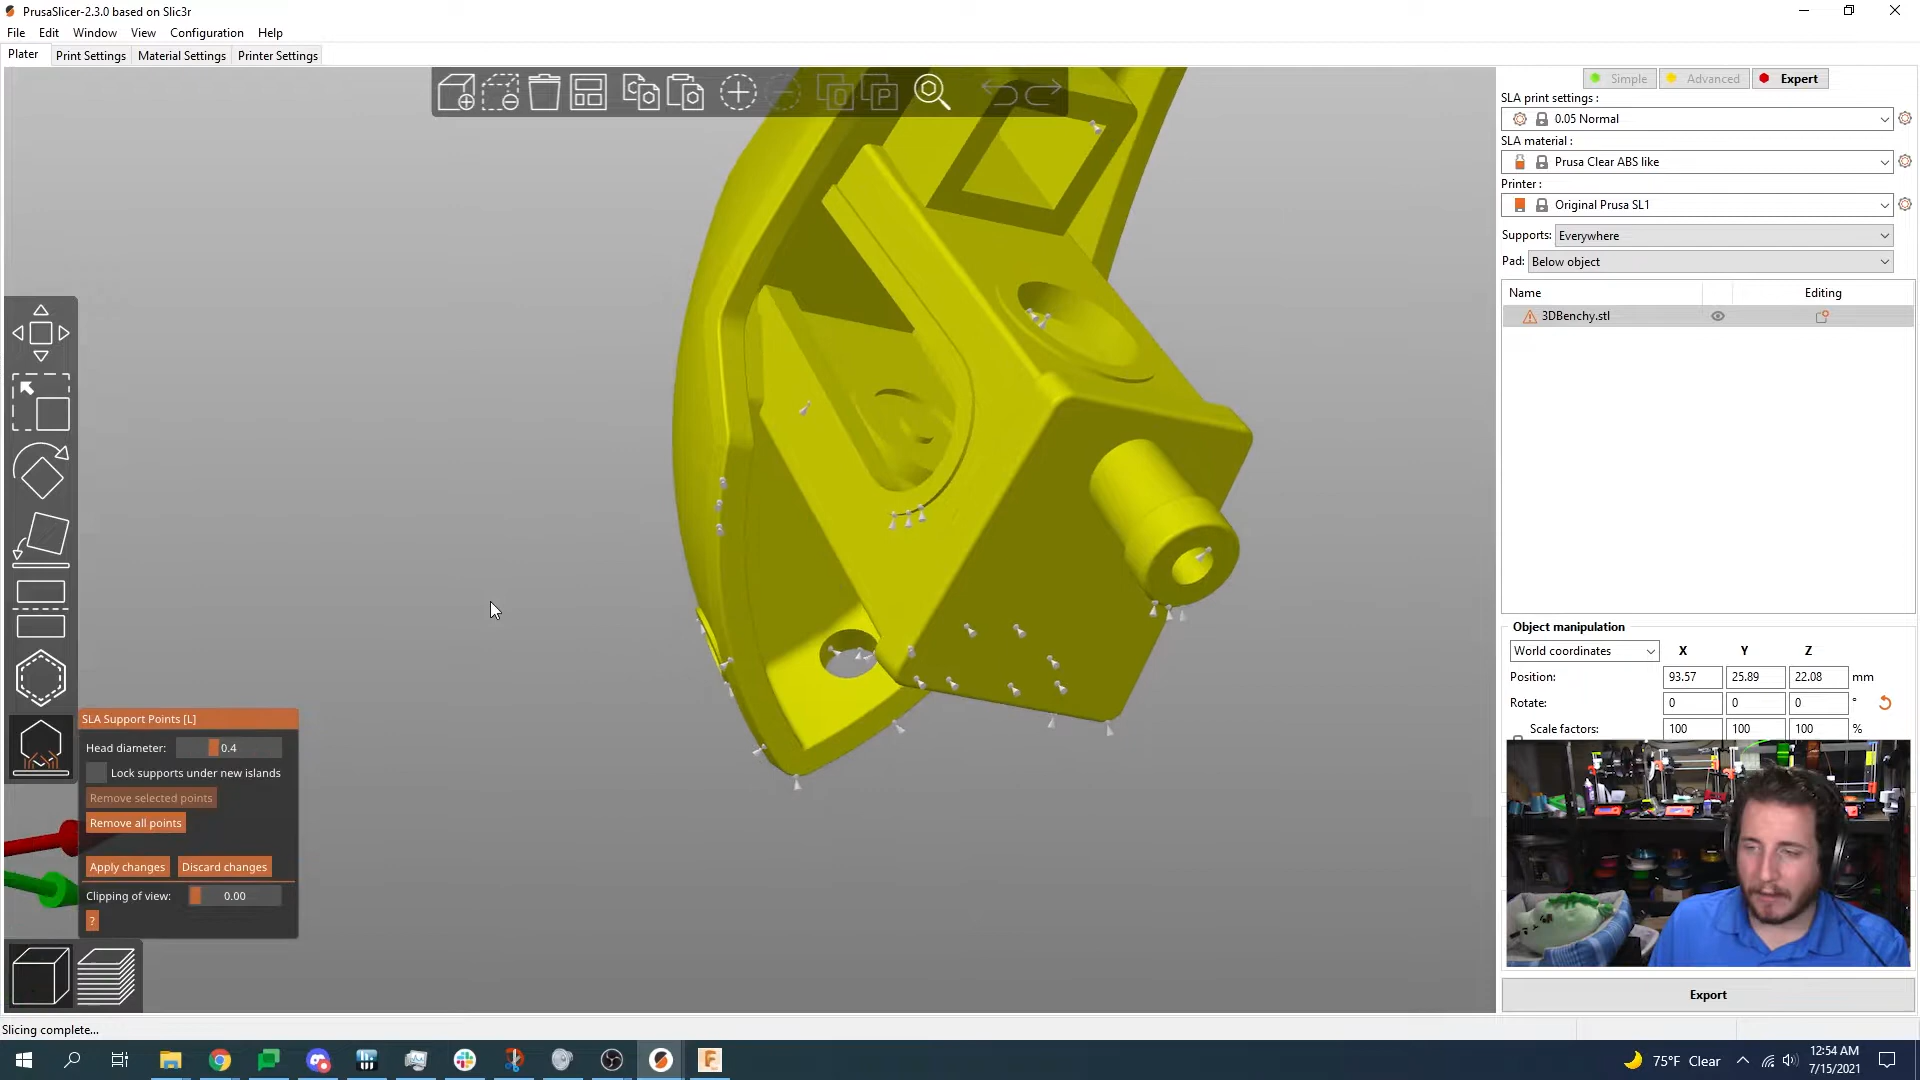 PrusaSlicer-2.3.0 based on Slic3r
File Edit Window View Configuration Help
Plater Print Settings Material Settings Printer Settings
Simple Advanced Expert
SLA print settings :
0.05 Normal
SLA material :
Prusa Clear ABS like
Printer :
Original Prusa SL1
Supports: Everywhere
Pad: Below object
Name Editing
3DBenchy.stl
Object manipulation
World coordinates X Y Z
Position: 93.57 25.89 22.08 mm
Rotate: 0 0 0 °
Scale factors: 100 100 100 %
SLA Support Points [L]
Head diameter: 0.4
Lock supports under new islands
Remove selected points
Remove all points
Apply changes Discard changes
Clipping of view: 0.00
?
Export
Slicing complete...
75°F Clear
12:54 AM
7/15/2021